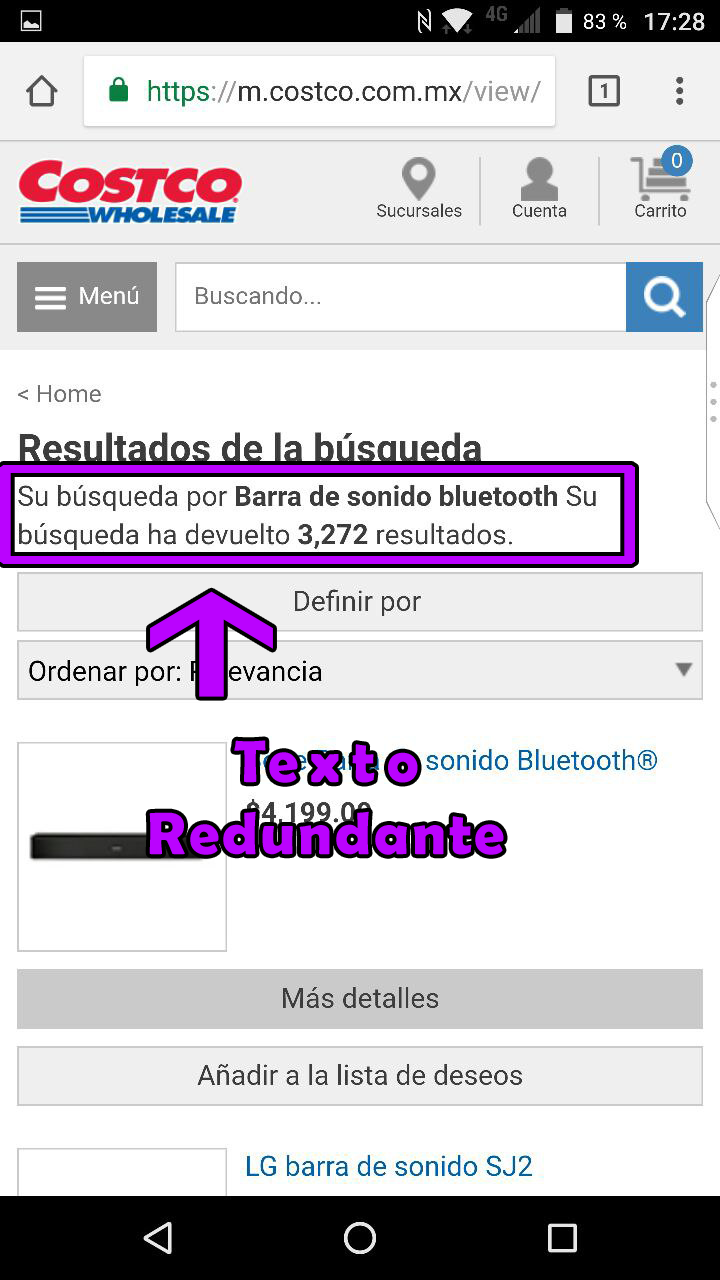 4G 83 % 17:28
https://m.costco.com.mx/view/ 1
COSTCO
WHOLESALE
Sucursales
Cuenta
0
Carrito
Menú
Buscando...
< Home
Resultados de la búsqueda
Su búsqueda por Barra de sonido bluetooth Su
búsqueda ha devuelto 3,272 resultados.
Definir por
Ordenar por: Relevancia
sonido Bluetooth®
Texto
$4,199.00
Redundante
Más detalles
Añadir a la lista de deseos
LG barra de sonido SJ2